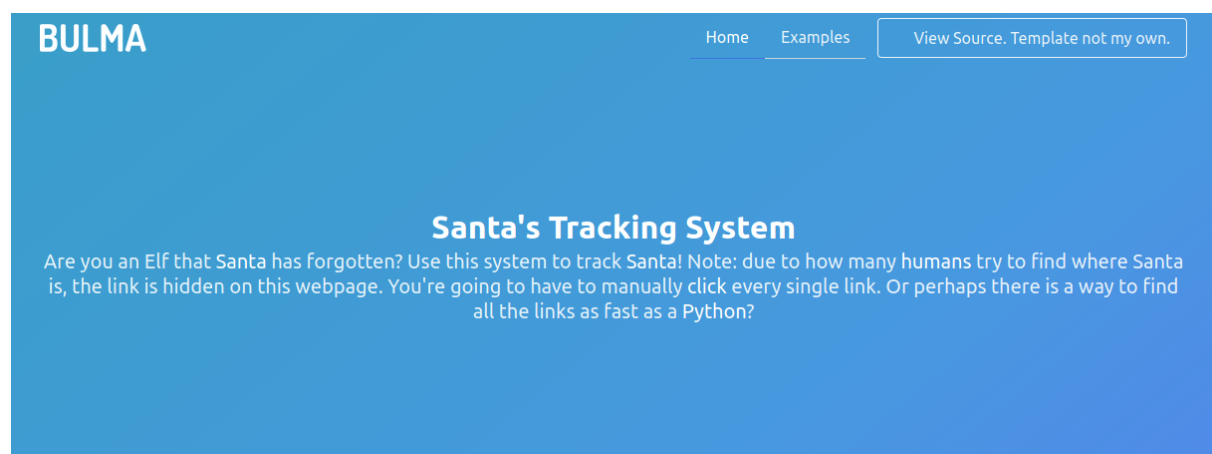 BULMA
Home Examples View Source. Template not my own.
Santa's Tracking System
Are you an Elf that Santa has forgotten? Use this system to track Santa! Note: due to how many humans try to find where Santa
is, the link is hidden on this webpage. You're going to have to manually click every single link. Or perhaps there is a way to find
all the links as fast as a Python?